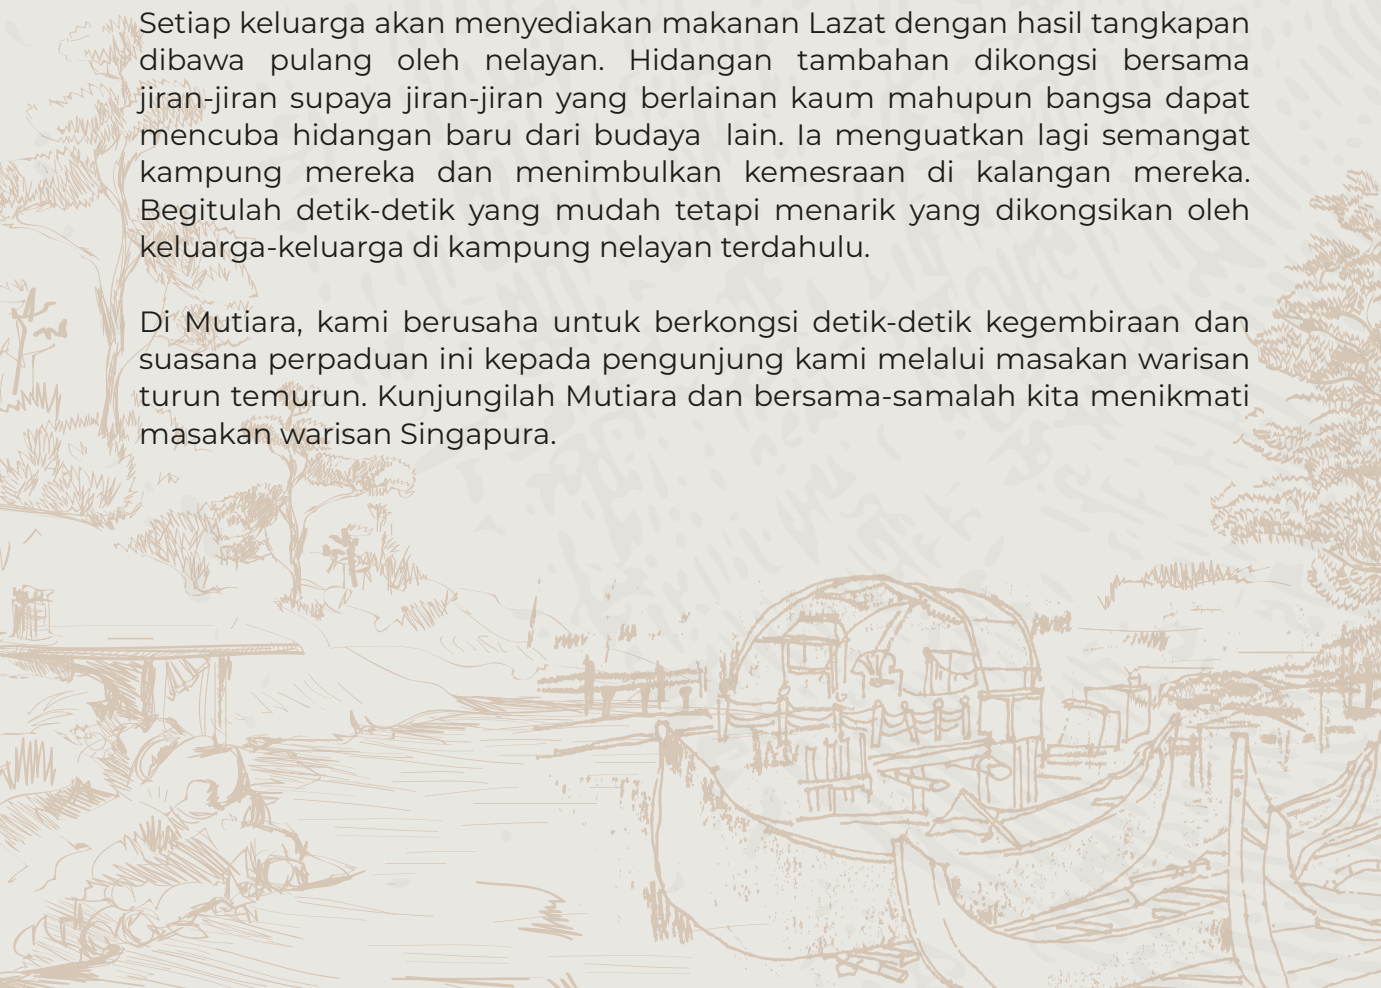 Setiap keluarga akan menyediakan makanan Lazat dengan hasil tangkapan
dibawa pulang oleh nelayan. Hidangan tambahan dikongsi bersama
jiran-jiran supaya jiran-jiran yang berlainan kaum mahupun bangsa dapat
mencuba hidangan baru dari budaya  lain. Ia menguatkan lagi semangat
kampung mereka dan menimbulkan kemesraan di kalangan mereka.
Begitulah detik-detik yang mudah tetapi menarik yang dikongsikan oleh
keluarga-keluarga di kampung nelayan terdahulu.
Di Mutiara, kami berusaha untuk berkongsi detik-detik kegembiraan dan
suasana perpaduan ini kepada pengunjung kami melalui masakan warisan
turun temurun. Kunjungilah Mutiara dan bersama-samalah kita menikmati
masakan warisan Singapura.